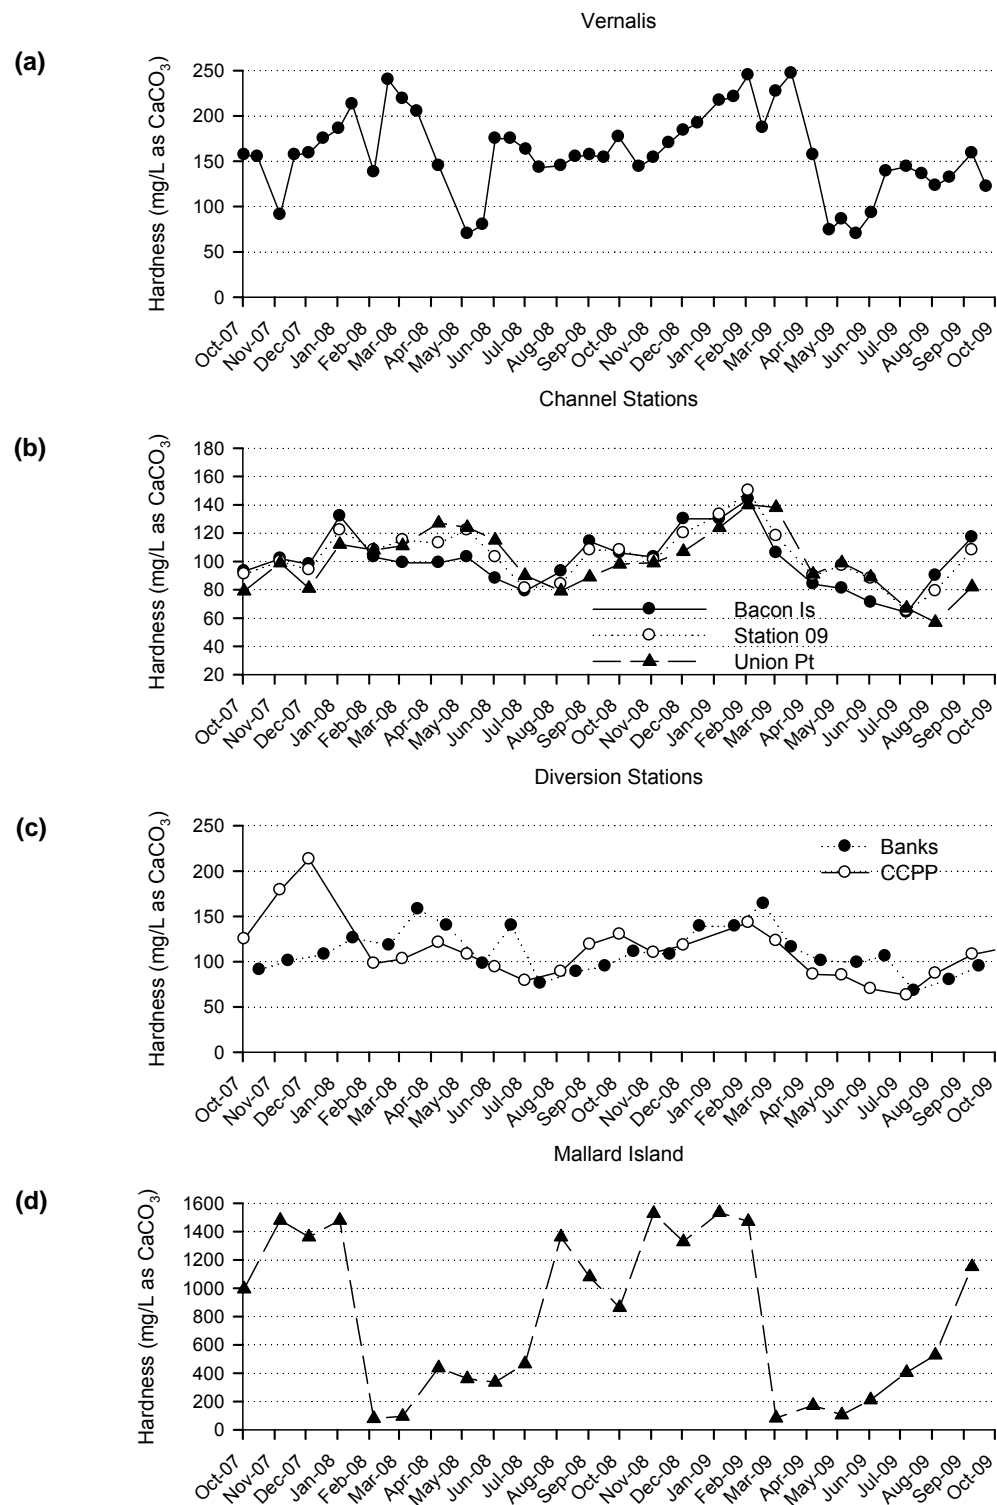 Vernalis
(a)
Hardness (mg/L as CaCO3)
250
200
150
100
50
0
Oct-07 Nov-07 Dec-07 Jan-08 Feb-08 Mar-08 Apr-08 May-08 Jun-08 Jul-08 Aug-08 Sep-08 Oct-08 Nov-08 Dec-08 Jan-09 Feb-09 Mar-09 Apr-09 May-09 Jun-09 Jul-09 Aug-09 Sep-09 Oct-09
Channel Stations
(b)
Hardness (mg/L as CaCO3)
180
160
140
120
100
80
60
40
20
Bacon Is
Station 09
Union Pt
Oct-07 Nov-07 Dec-07 Jan-08 Feb-08 Mar-08 Apr-08 May-08 Jun-08 Jul-08 Aug-08 Sep-08 Oct-08 Nov-08 Dec-08 Jan-09 Feb-09 Mar-09 Apr-09 May-09 Jun-09 Jul-09 Aug-09 Sep-09 Oct-09
Diversion Stations
(c)
Hardness (mg/L as CaCO3)
250
200
150
100
50
0
Banks
CCPP
Oct-07 Nov-07 Dec-07 Jan-08 Feb-08 Mar-08 Apr-08 May-08 Jun-08 Jul-08 Aug-08 Sep-08 Oct-08 Nov-08 Dec-08 Jan-09 Feb-09 Mar-09 Apr-09 May-09 Jun-09 Jul-09 Aug-09 Sep-09 Oct-09
Mallard Island
(d)
Hardness (mg/L as CaCO3)
1600
1400
1200
1000
800
600
400
200
0
Oct-07 Nov-07 Dec-07 Jan-08 Feb-08 Mar-08 Apr-08 May-08 Jun-08 Jul-08 Aug-08 Sep-08 Oct-08 Nov-08 Dec-08 Jan-09 Feb-09 Mar-09 Apr-09 May-09 Jun-09 Jul-09 Aug-09 Sep-09 Oct-09